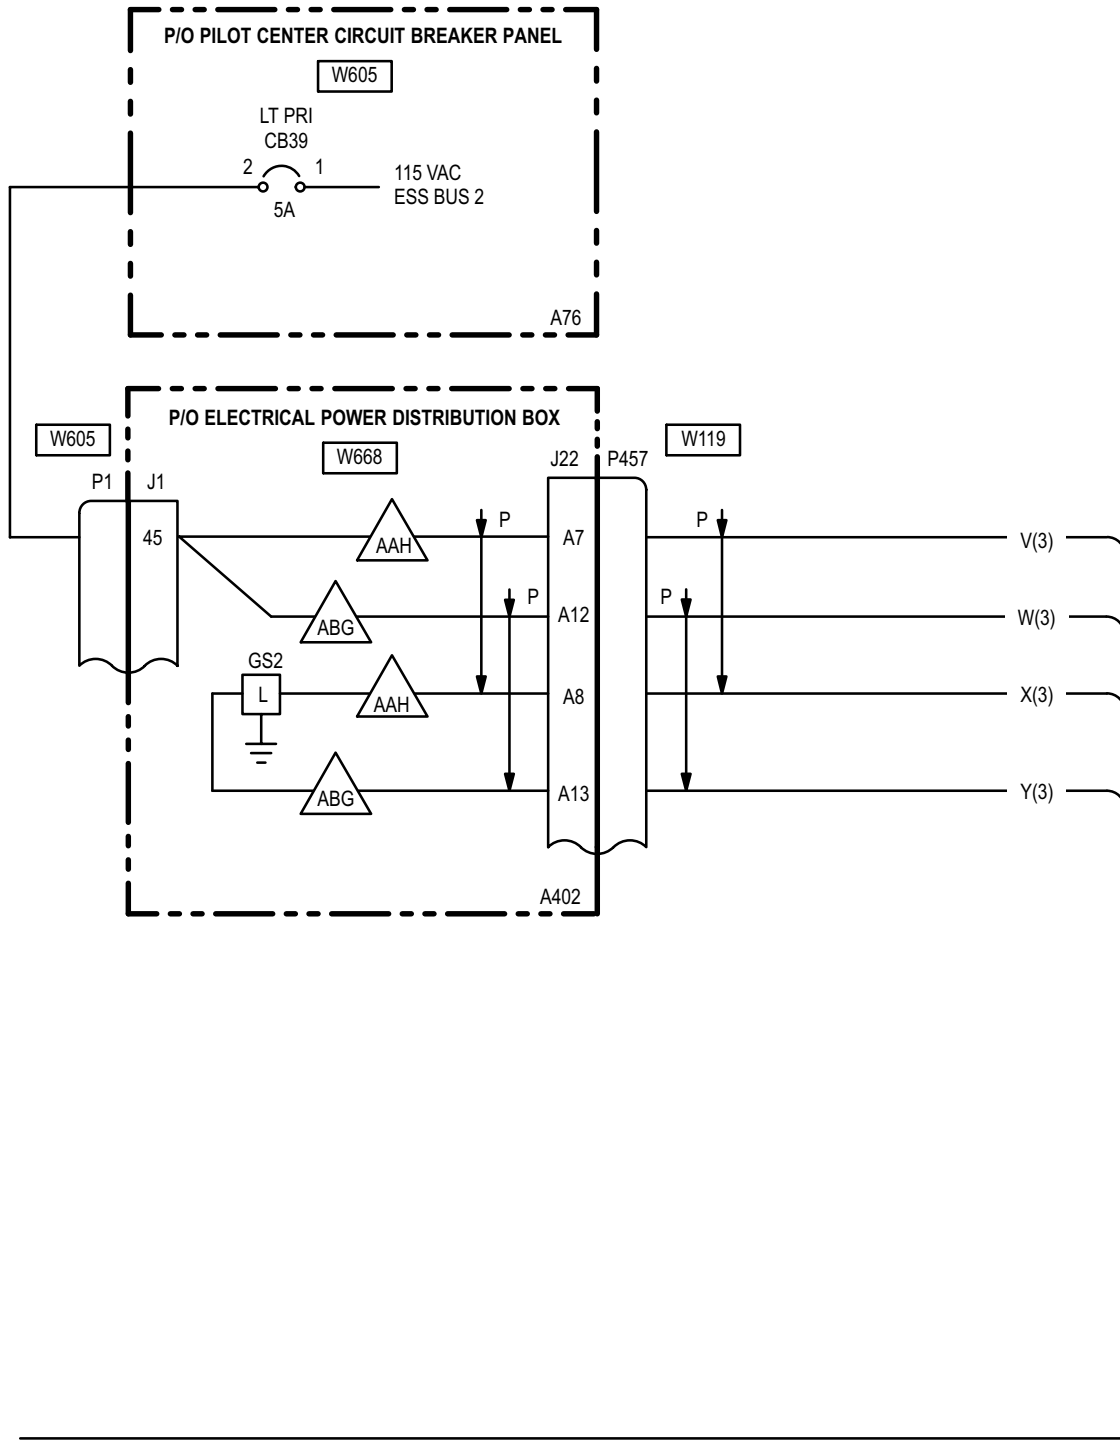 P/O PILOT CENTER CIRCUIT BREAKER PANEL
W605
LT PRI
CB39
2 1
5A
115 VAC
ESS BUS 2
A76
P/O ELECTRICAL POWER DISTRIBUTION BOX
W605
W668
W119
P1 J1
J22 P457
45
AAH
P
A7
P
V(3)
ABG
P
A12
P
W(3)
GS2
L
AAH
A8
X(3)
ABG
A13
Y(3)
A402